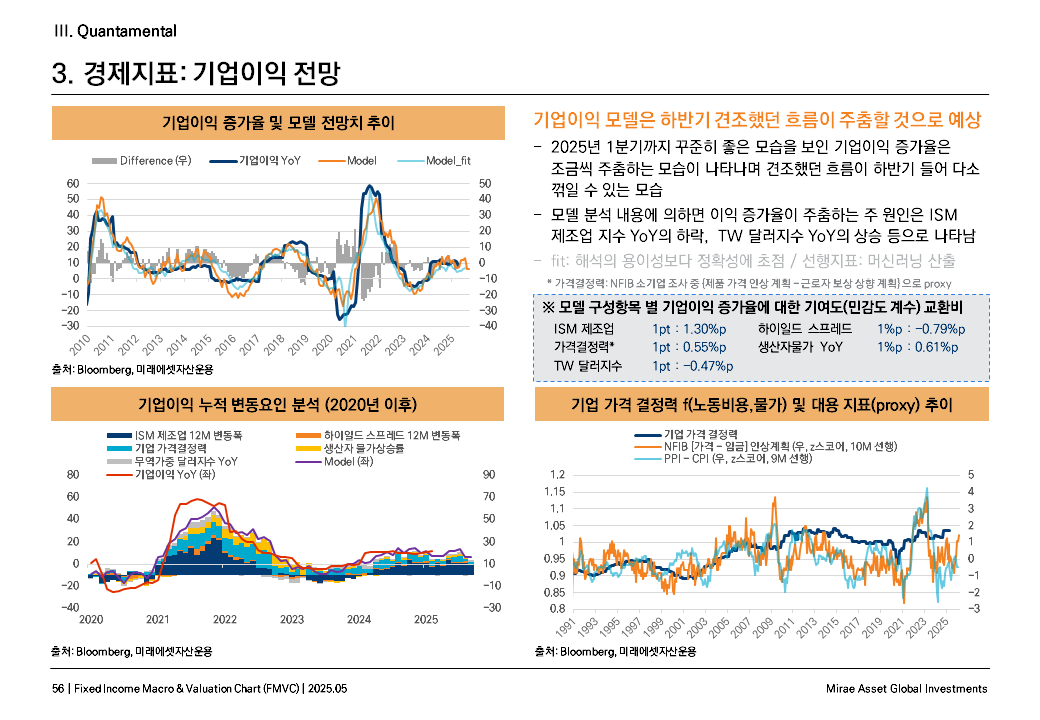 III. Quantamental
3. 경제지표: 기업이익 전망
기업이익 증가율 및 모델 전망치 추이
Difference (우) 기업이익 YoY Model Model_fit
60 50 40 30 20 10 0 −10 −20 −30
50 40 30 20 10 0 −10 −20 −30 −40
2010 2011 2012 2013 2014 2015 2016 2017 2018 2019 2020 2021 2022 2023 2024 2025
출처: Bloomberg, 미래에셋자산운용
기업이익 모델은 하반기 견조했던 흐름이 주춤할 것으로 예상
– 2025년 1분기까지 꾸준히 좋은 모습을 보인 기업이익 증가율은
조금씩 주춤하는 모습이 나타나며 견조했던 흐름이 하반기 들어 다소
꺾일 수 있는 모습
– 모델 분석 내용에 의하면 이익 증가율이 주춤하는 주 원인은 ISM
제조업 지수 YoY의 하락, TW 달러지수 YoY의 상승 등으로 나타남
– fit: 해석의 용이성보다 정확성에 초점 / 선행지표: 머신러닝 산출
* 가격결정력: NFIB 소기업 조사 중 (제품 가격 인상 계획 – 근로자 보상 상향 계획)으로 proxy
※ 모델 구성항목 별 기업이익 증가율에 대한 기여도(민감도 계수) 교환비
ISM 제조업 1pt : 1.30%p 하이일드 스프레드 1%p : −0.79%p
가격결정력* 1pt : 0.55%p 생산자물가 YoY 1%p : 0.61%p
TW 달러지수 1pt : −0.47%p
기업이익 누적 변동요인 분석 (2020년 이후)
ISM 제조업 12M 변동폭 하이일드 스프레드 12M 변동폭
기업 가격결정력 생산자 물가상승률
무역가중 달러지수 YoY Model (좌)
기업이익 YoY (좌)
80 60 40 20 0 −20 −40
90 70 50 30 10 −10 −30
2020 2021 2022 2023 2024 2025
출처: Bloomberg, 미래에셋자산운용
기업 가격 결정력 f(노동비용,물가) 및 대용 지표(proxy) 추이
기업 가격 결정력
NFIB [가격 – 임금] 인상계획 (우, z스코어, 10M 선행)
PPI – CPI (우, z스코어, 9M 선행)
1.2 1.15 1.1 1.05 1 0.95 0.9 0.85 0.8
5 4 3 2 1 0 −1 −2 −3
1991 1993 1995 1997 1999 2001 2003 2005 2007 2009 2011 2013 2015 2017 2019 2021 2023 2025
출처: Bloomberg, 미래에셋자산운용
56 | Fixed Income Macro & Valuation Chart (FMVC) | 2025.05
Mirae Asset Global Investments